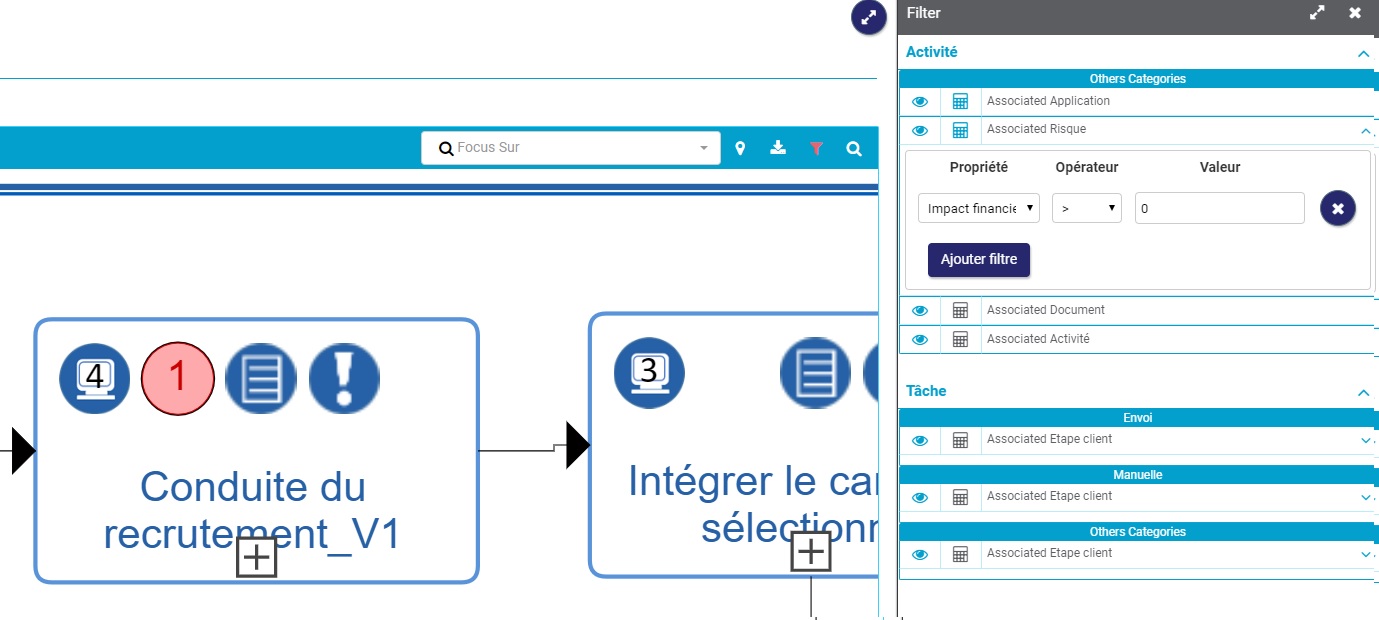 Focus Sur
4
1
Conduite du
recrutement_V1
3
Intégrer le ca
sélection
Filter
Activité
Others Categories
Associated Application
Associated Risque
Propriété Opérateur Valeur
Impact financie > 0
Ajouter filtre
Associated Document
Associated Activité
Tâche
Envoi
Associated Etape client
Manuelle
Associated Etape client
Others Categories
Associated Etape client